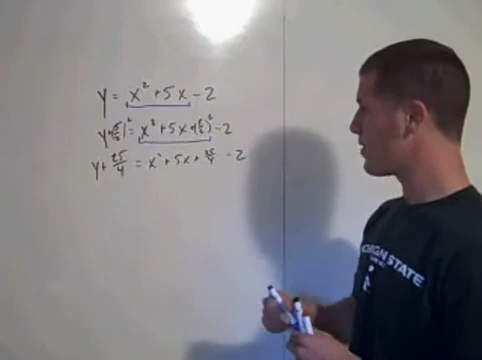 y = x² + 5x - 2
y + (5/2)² = x² + 5x + (5/2)² - 2
y + 25/4 = x² + 5x + 25/4 - 2
STATE